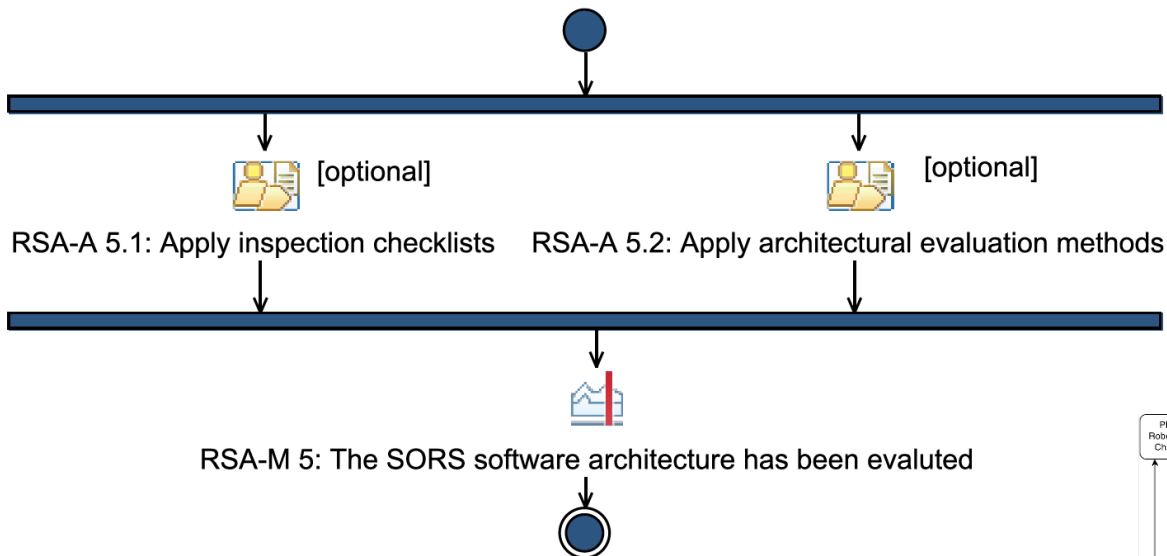 [optional]
[optional]
RSA-A 5.1: Apply inspection checklists
RSA-A 5.2: Apply architectural evaluation methods
RSA-M 5: The SORS software architecture has been evaluted